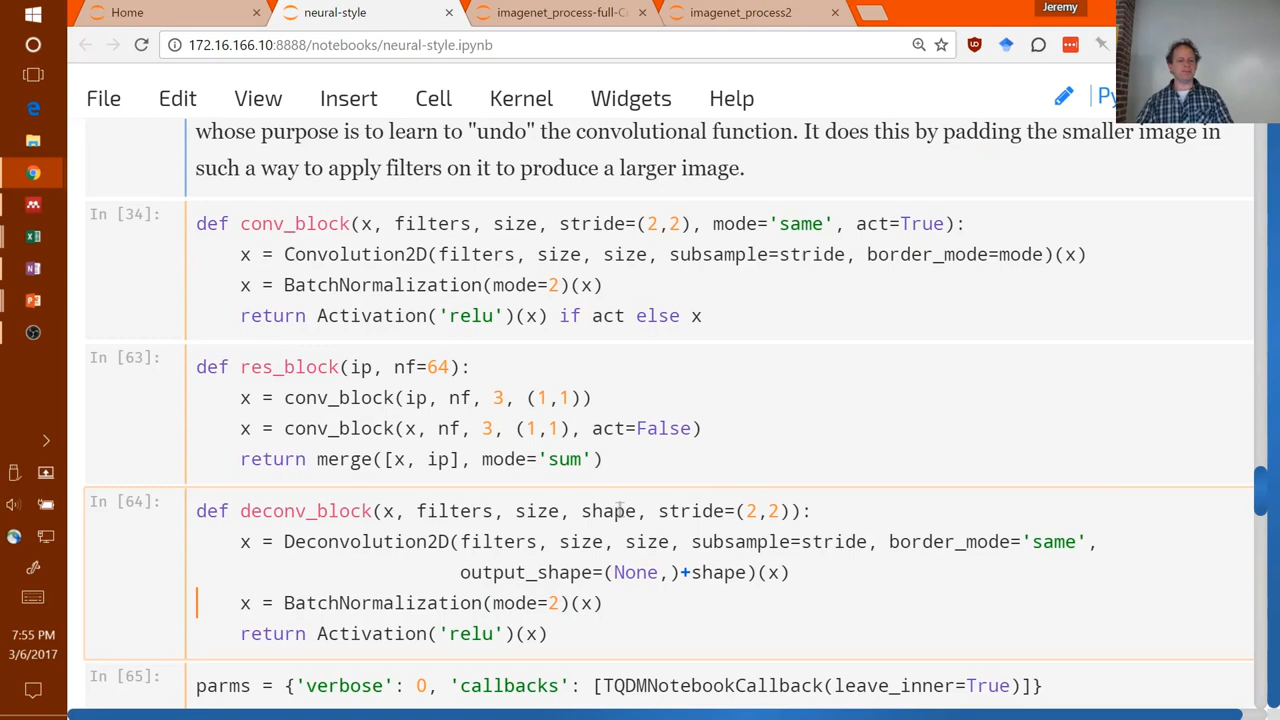 Home
neural-style
imagenet_process-full-C
imagenet_process2
Jeremy
172.16.166.10:8888/notebooks/neural-style.ipynb
File Edit View Insert Cell Kernel Widgets Help
Py
whose purpose is to learn to "undo" the convolutional function. It does this by padding the smaller image in
such a way to apply filters on it to produce a larger image.
In [34]:
def conv_block(x, filters, size, stride=(2,2), mode='same', act=True):
x = Convolution2D(filters, size, size, subsample=stride, border_mode=mode)(x)
x = BatchNormalization(mode=2)(x)
return Activation('relu')(x) if act else x
In [63]:
def res_block(ip, nf=64):
x = conv_block(ip, nf, 3, (1,1))
x = conv_block(x, nf, 3, (1,1), act=False)
return merge([x, ip], mode='sum')
In [64]:
def deconv_block(x, filters, size, shape, stride=(2,2)):
x = Deconvolution2D(filters, size, size, subsample=stride, border_mode='same',
output_shape=(None,)+shape)(x)
x = BatchNormalization(mode=2)(x)
return Activation('relu')(x)
In [65]:
parms = {'verbose': 0, 'callbacks': [TQDMNotebookCallback(leave_inner=True)]}
7:55 PM
3/6/2017